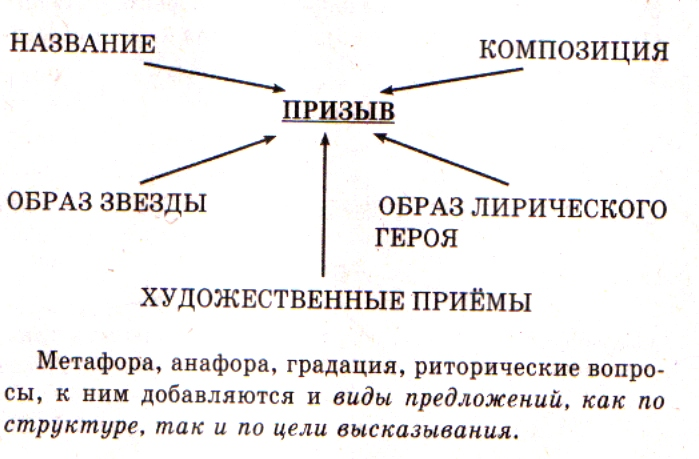 НАЗВАНИЕ
КОМПОЗИЦИЯ
ПРИЗЫВ
ОБРАЗ ЗВЕЗДЫ
ОБРАЗ ЛИРИЧЕСКОГО
ГЕРОЯ
ХУДОЖЕСТВЕННЫЕ ПРИЁМЫ
Метафора, анафора, градация, риторические вопро-
сы, к ним добавляются и виды предложений, как по
структуре, так и по цели высказывания.